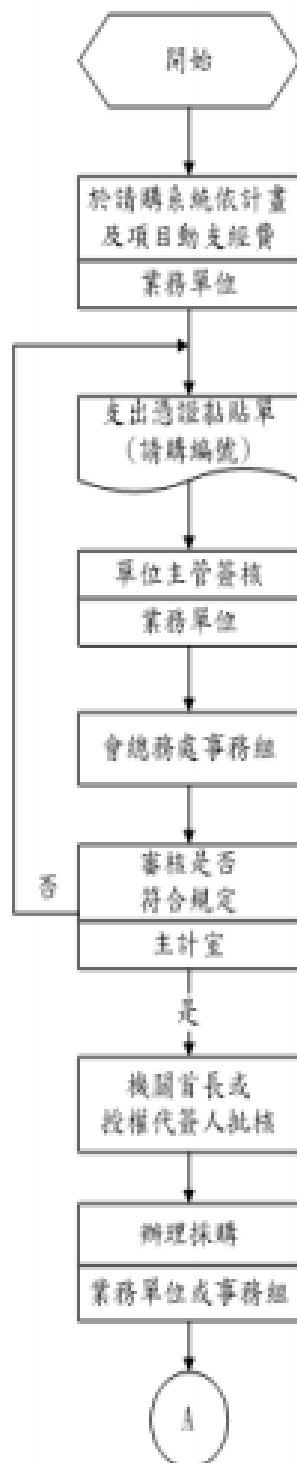 開始
於請購系統依計畫
及項目動支經費
業務單位
支出憑證黏貼單
(請購編號)
單位主管簽核
業務單位
會總務處事務組
審核是否
符合規定
否
主計室
是
機關首長或
授權代簽人批核
辦理採購
業務單位或事務組
A